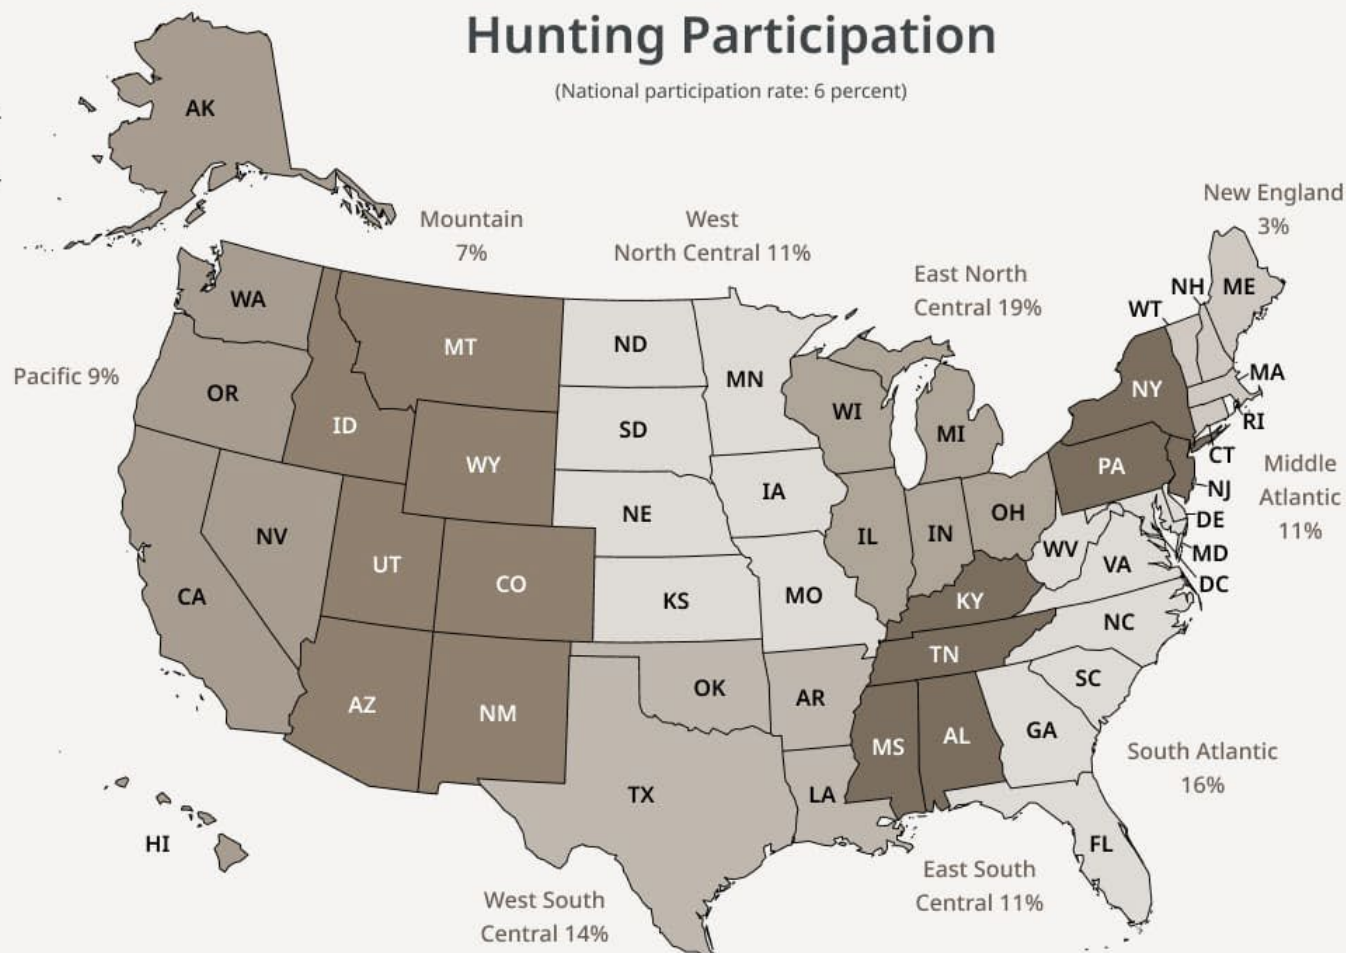 Hunting Participation
(National participation rate: 6 percent)
AK
New England
3%
Mountain
7%
West
North Central 11%
East North
Central 19%
NH
ME
WA
WT
MT
ND
MN
MA
Pacific 9%
OR
NY
WI
RI
ID
SD
MI
CT
WY
PA
Middle
Atlantic
11%
IA
NJ
NE
OH
DE
NV
IL
IN
WV
MD
UT
VA
CO
DC
CA
KS
MO
KY
NC
TN
OK
AR
SC
AZ
NM
GA
MS
AL
South Atlantic
16%
TX
LA
HI
FL
East South
Central 11%
West South
Central 14%